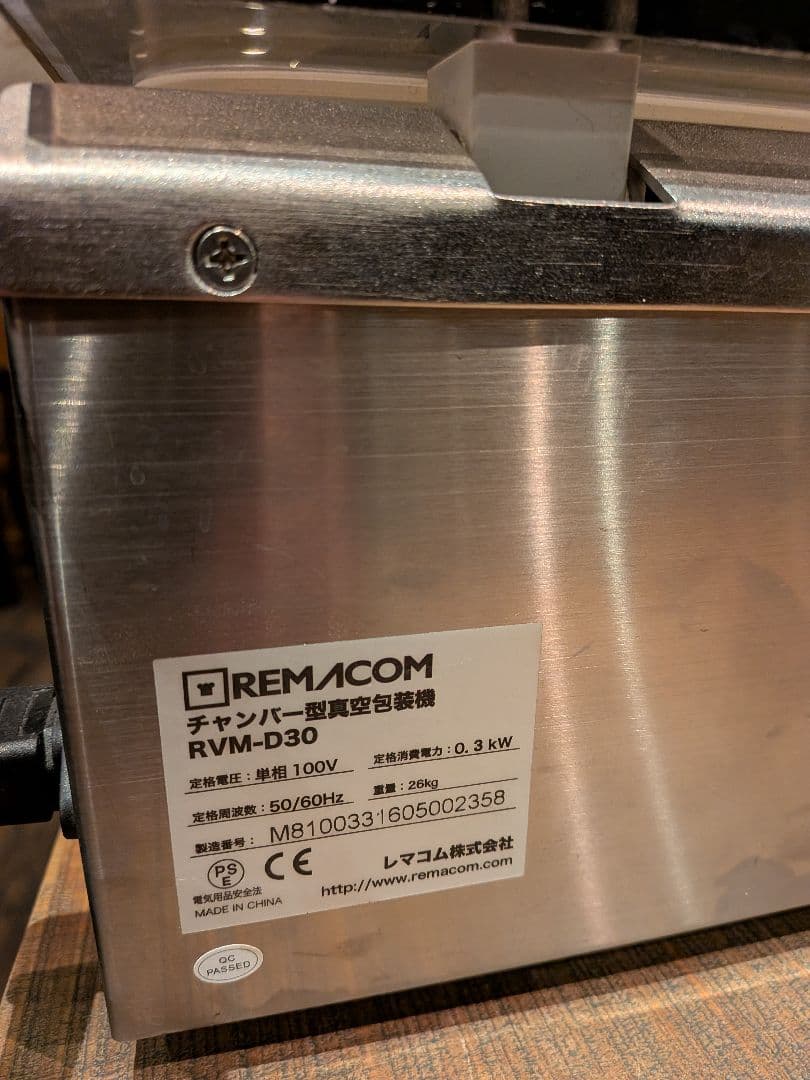 REMACOM
チャンバー型真空包装機
RVM-D30
定格電圧：単相 100V
定格消費電力：0.3 kW
定格周波数：50/60Hz
重量：26kg
製造番号：M8100331605002358
PS
E
CE
電気用品安全法
MADE IN CHINA
レマコム株式会社
http://www.remacom.com
QC
PASSED